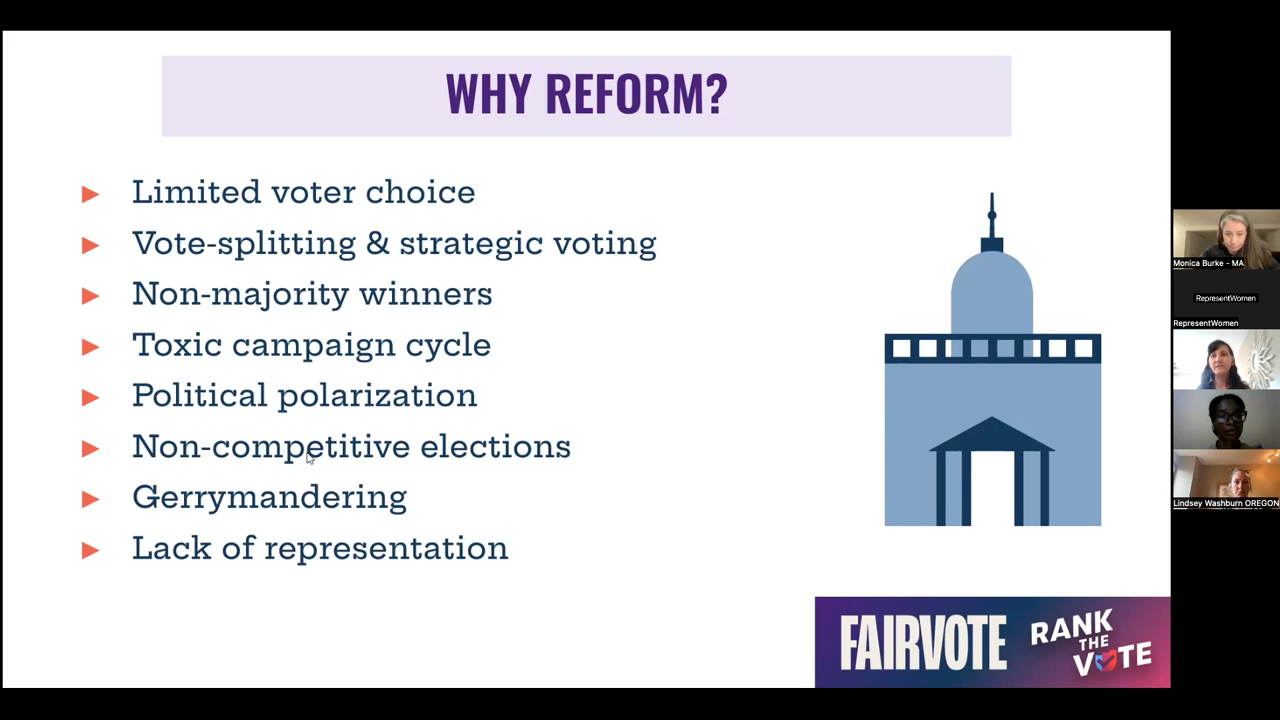 WHY REFORM?
Limited voter choice
Vote-splitting & strategic voting
Non-majority winners
Toxic campaign cycle
Political polarization
Non-competitive elections
Gerrymandering
Lack of representation
FAIRVOTE
RANK
THE
VOTE
Monica Burke - MA
RepresentWomen
RepresentWomen
Lindsey Washburn OREGON